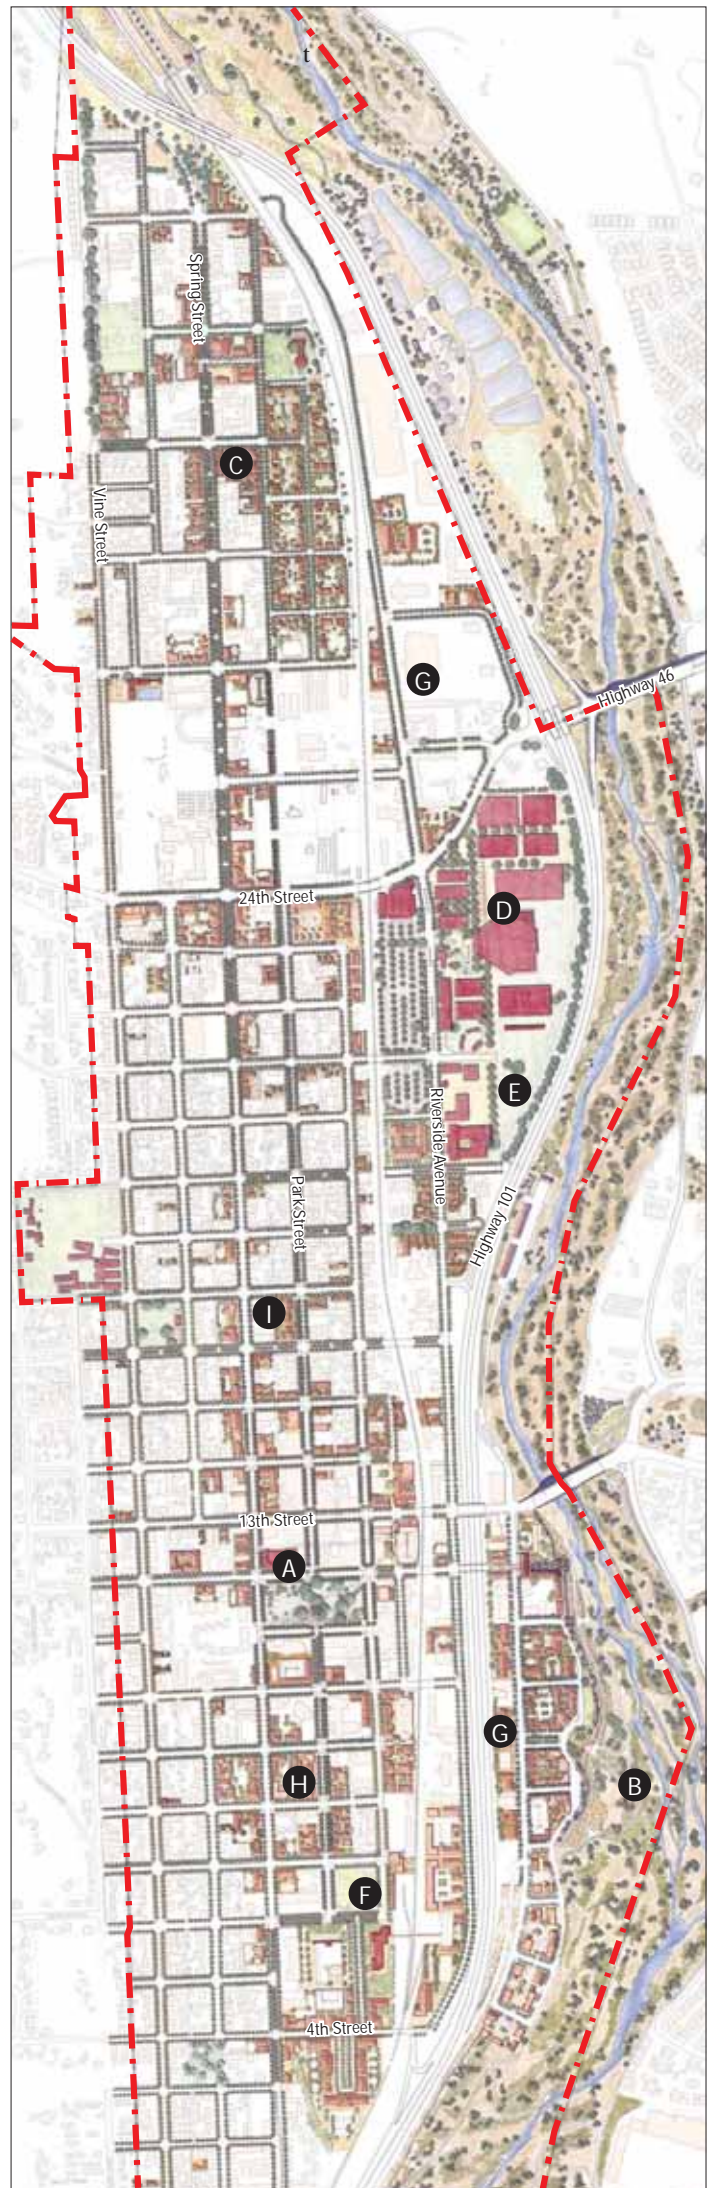 t
Spring Street
C
Vine Street
G
Highway 46
24th Street
D
E
Riverside Avenue
Park Street
Highway 101
I
13th Street
A
G
H
B
F
4th Street